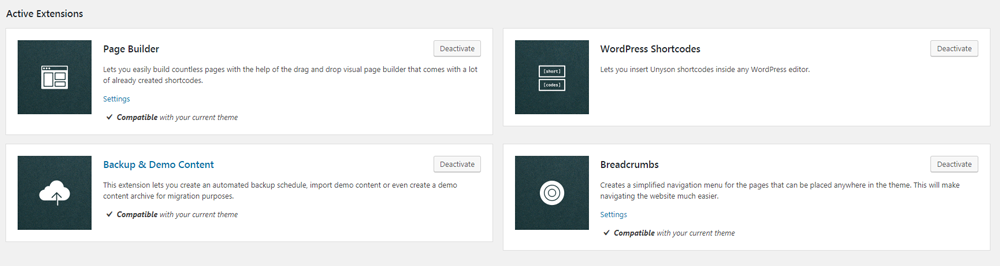 Active Extensions
Page Builder
Deactivate
Lets you easily build countless pages with the help of the drag and drop visual page builder that comes with a lot
of already created shortcodes.
Settings
✓ Compatible with your current theme
[short]
[codes]
WordPress Shortcodes
Deactivate
Lets you insert Unyson shortcodes inside any WordPress editor.
Backup & Demo Content
Deactivate
This extension lets you create an automated backup schedule, import demo content or even create a demo
content archive for migration purposes.
✓ Compatible with your current theme
Breadcrumbs
Deactivate
Creates a simplified navigation menu for the pages that can be placed anywhere in the theme. This will make
navigating the website much easier.
Settings
✓ Compatible with your current theme